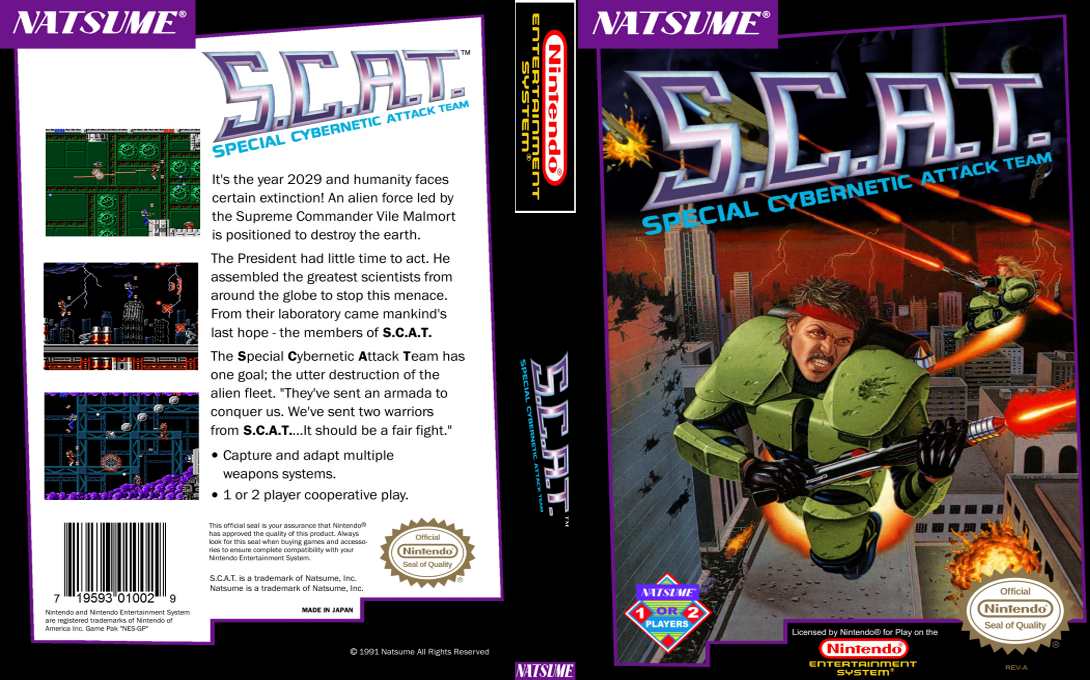 NATSUME®
S.C.A.T.™
SPECIAL CYBERNETIC ATTACK TEAM
It's the year 2029 and humanity faces
certain extinction! An alien force led by
the Supreme Commander Vile Malmort
is positioned to destroy the earth.
The President had little time to act. He
assembled the greatest scientists from
around the globe to stop this menace.
From their laboratory came mankind's
last hope - the members of S.C.A.T.
The Special Cybernetic Attack Team has
one goal; the utter destruction of the
alien fleet. "They've sent an armada to
conquer us. We've sent two warriors
from S.C.A.T....It should be a fair fight."
• Capture and adapt multiple
weapons systems.
• 1 or 2 player cooperative play.
7 19593 01002 9
Nintendo and Nintendo Entertainment System
are registered trademarks of Nintendo of
America Inc. Game Pak "NES-GP"
This official seal is your assurance that Nintendo®
has approved the quality of this product. Always
look for this seal when buying games and accesso-
ries to ensure complete compatibility with your
Nintendo Entertainment System.
S.C.A.T. is a trademark of Natsume, Inc.
Natsume is a trademark of Natsume, Inc.
Official
Nintendo
Seal of Quality
®
MADE IN JAPAN
© 1991 Natsume All Rights Reserved
Nintendo®
ENTERTAINMENT
SYSTEM®
S.C.A.T.™
SPECIAL CYBERNETIC ATTACK TEAM
NATSUME
NATSUME®
S.C.A.T.
SPECIAL CYBERNETIC ATTACK TEAM
NATSUME
1 OR 2
PLAYERS
Licensed by Nintendo® for Play on the
Nintendo
ENTERTAINMENT
SYSTEM®
Official
Nintendo
Seal of Quality
®
REV-A